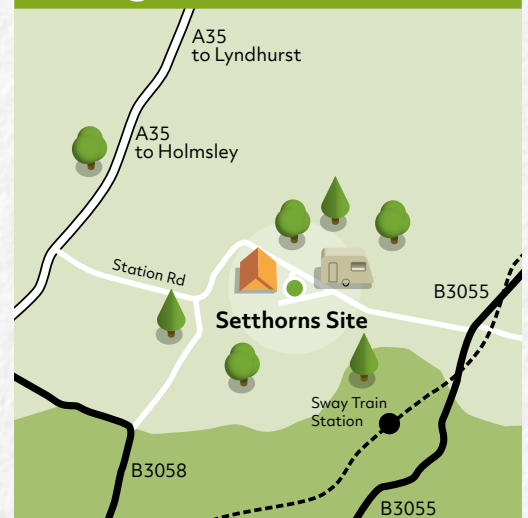 A35
to Lyndhurst
A35
to Holmsley
Station Rd
B3055
Setthorns Site
Sway Train
Station
B3058
B3055